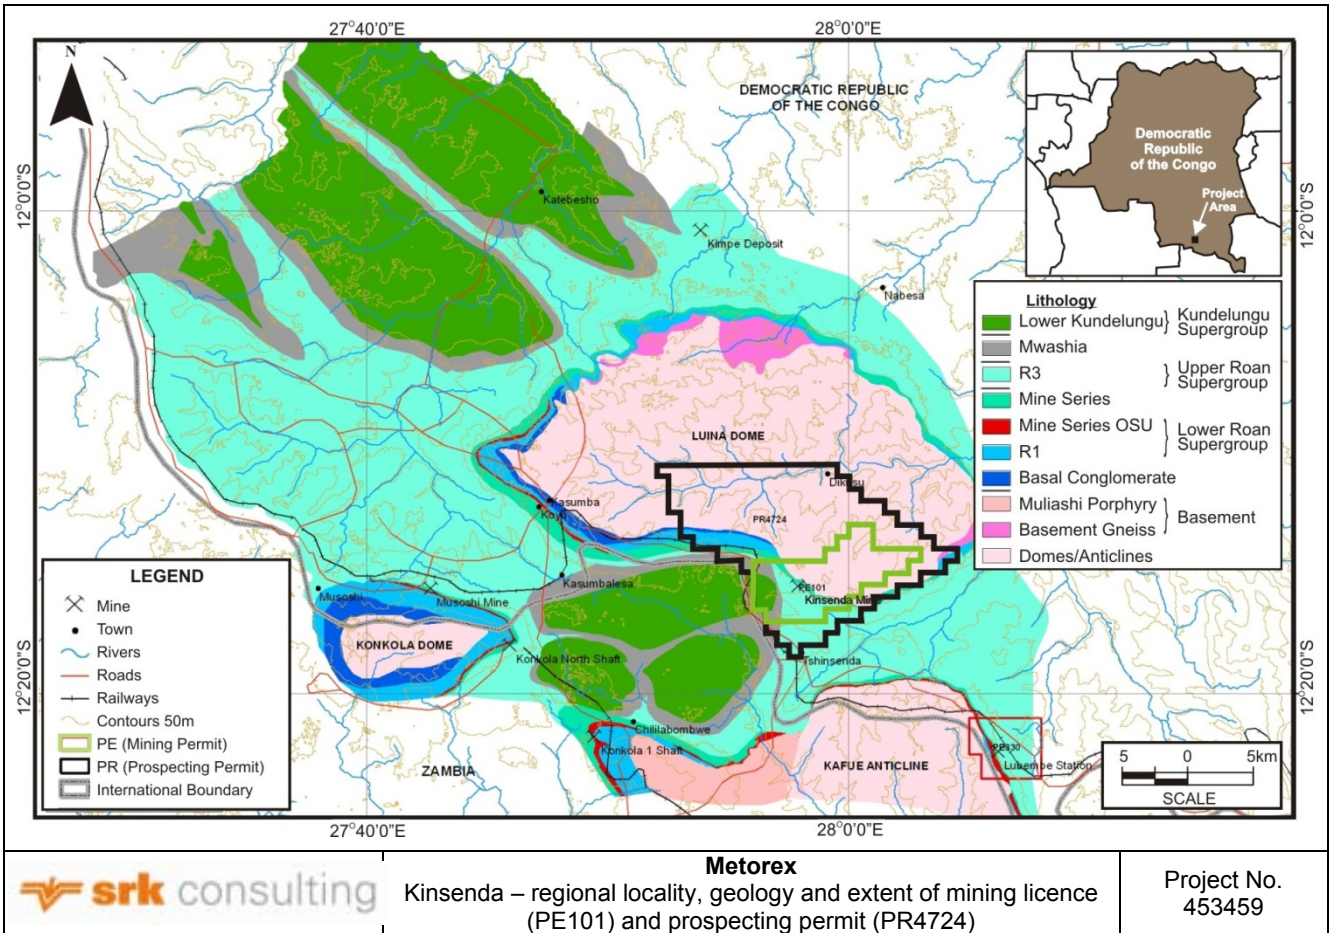 27°40'0"E
28°0'0"E
N
DEMOCRATIC REPUBLIC
OF THE CONGO
Democratic
Republic
of the Congo
Project
Area
12°0'0"S
12°0'0"S
Katebesho
Kimpe Deposit
Nabesa
Lithology
Lower Kundelungu} Kundelungu
Supergroup
Mwashia
R3 } Upper Roan
Supergroup
Mine Series
Mine Series OSU } Lower Roan
Supergroup
R1
Basal Conglomerate
Muliashi Porphyry } Basement
Basement Gneiss
Domes/Anticlines
LUINA DOME
Kasumba
Koyo
PR4724
Kasumbalesa
PE101
Kinsenda Mine
Musoshi
Musoshi Mine
KONKOLA DOME
Konkola North Shaft
Tshinsenda
12°20'0"S
12°20'0"S
Chililabombwe
Konkola 1 Shaft
ZAMBIA
KAFUE ANTICLINE
PE330
Lubembe Station
LEGEND
Mine
Town
Rivers
Roads
Railways
Contours 50m
PE (Mining Permit)
PR (Prospecting Permit)
International Boundary
5 0 5km
SCALE
27°40'0"E
28°0'0"E
srk consulting
Metorex
Kinsenda – regional locality, geology and extent of mining licence
(PE101) and prospecting permit (PR4724)
Project No.
453459